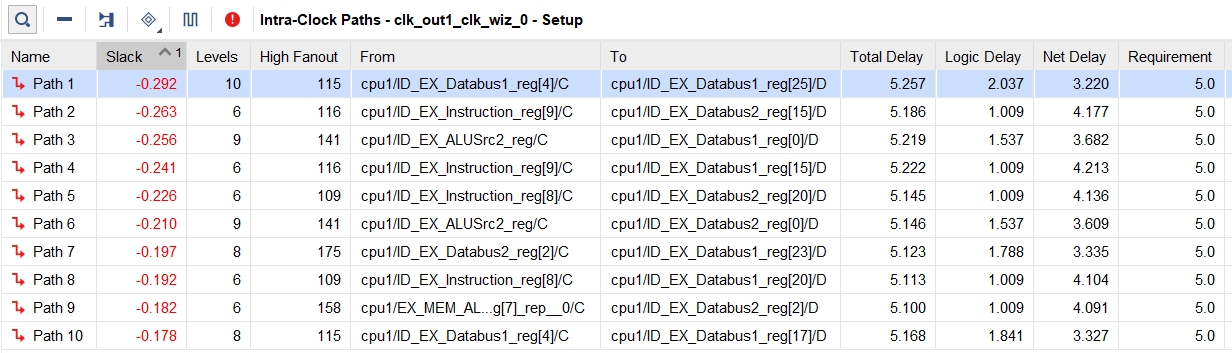 Intra-Clock Paths - clk_out1_clk_wiz_0 - Setup
Name Slack 1 Levels High Fanout From To Total Delay Logic Delay Net Delay Requirement
Path 1 -0.292 10 115 cpu1/ID_EX_Databus1_reg[4]/C cpu1/ID_EX_Databus1_reg[25]/D 5.257 2.037 3.220 5.0
Path 2 -0.263 6 116 cpu1/ID_EX_Instruction_reg[9]/C cpu1/ID_EX_Databus2_reg[15]/D 5.186 1.009 4.177 5.0
Path 3 -0.256 9 141 cpu1/ID_EX_ALUSrc2_reg/C cpu1/ID_EX_Databus1_reg[0]/D 5.219 1.537 3.682 5.0
Path 4 -0.241 6 116 cpu1/ID_EX_Instruction_reg[9]/C cpu1/ID_EX_Databus1_reg[15]/D 5.222 1.009 4.213 5.0
Path 5 -0.226 6 109 cpu1/ID_EX_Instruction_reg[8]/C cpu1/ID_EX_Databus2_reg[20]/D 5.145 1.009 4.136 5.0
Path 6 -0.210 9 141 cpu1/ID_EX_ALUSrc2_reg/C cpu1/ID_EX_Databus2_reg[0]/D 5.146 1.537 3.609 5.0
Path 7 -0.197 8 175 cpu1/ID_EX_Databus2_reg[2]/C cpu1/ID_EX_Databus1_reg[23]/D 5.123 1.788 3.335 5.0
Path 8 -0.192 6 109 cpu1/ID_EX_Instruction_reg[8]/C cpu1/ID_EX_Databus1_reg[20]/D 5.113 1.009 4.104 5.0
Path 9 -0.182 6 158 cpu1/EX_MEM_AL...g[7]_rep__0/C cpu1/ID_EX_Databus2_reg[2]/D 5.100 1.009 4.091 5.0
Path 10 -0.178 8 115 cpu1/ID_EX_Databus1_reg[4]/C cpu1/ID_EX_Databus1_reg[17]/D 5.168 1.841 3.327 5.0